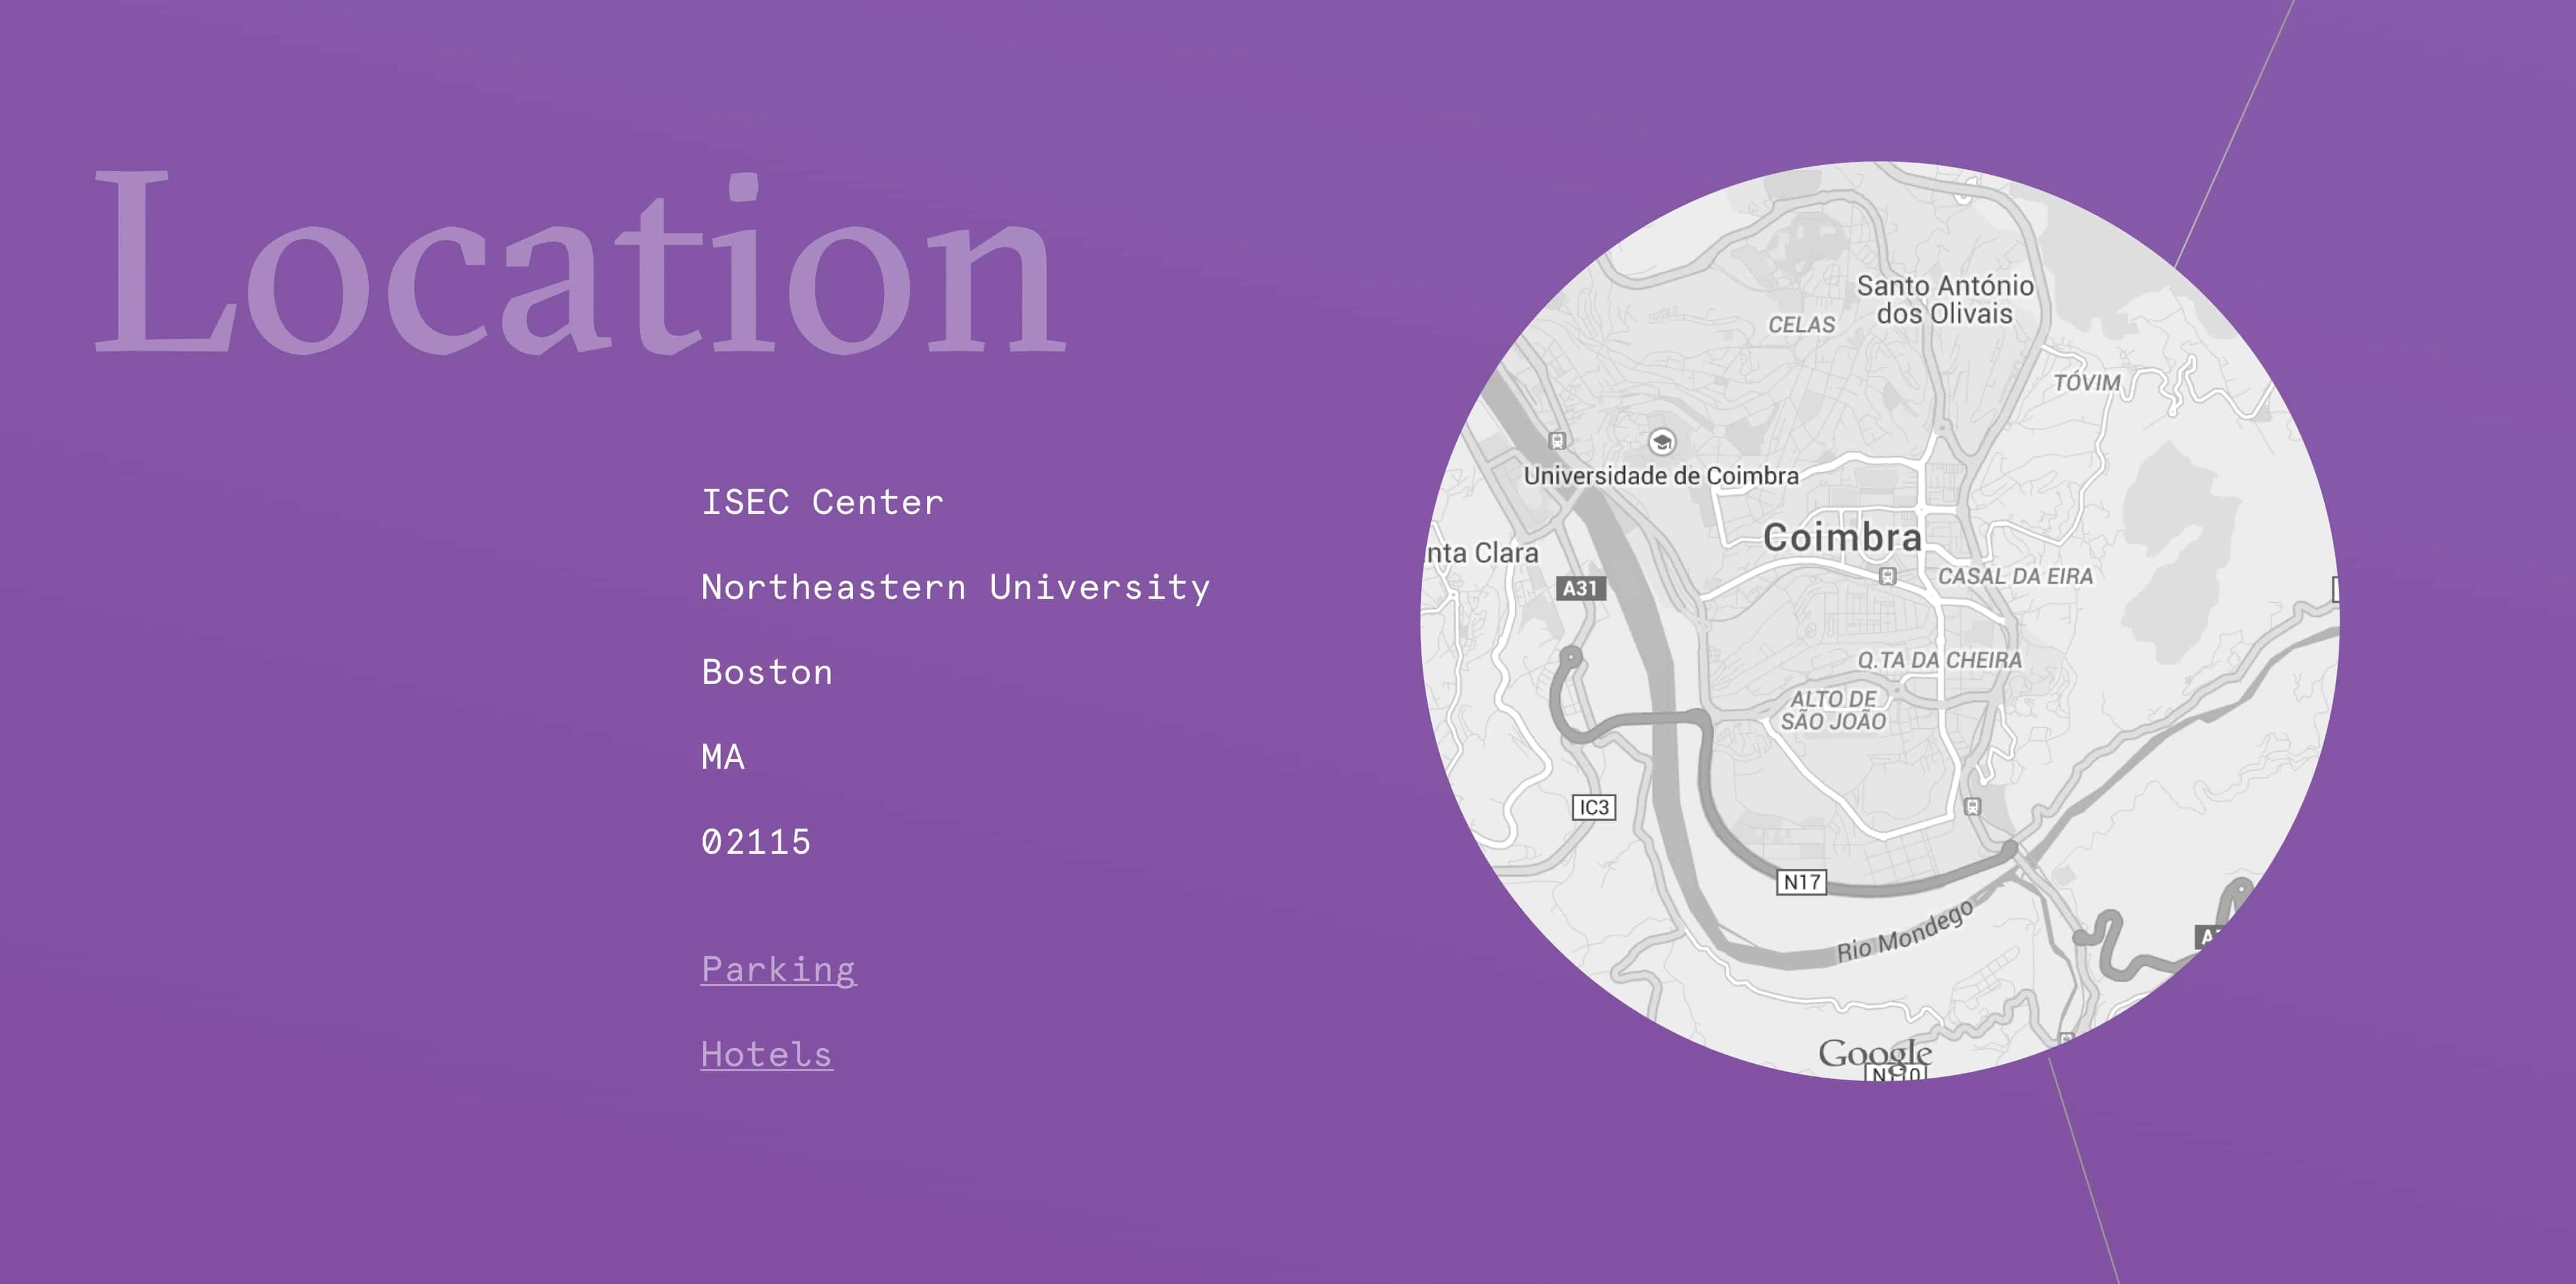 Location
ISEC Center
Northeastern University
Boston
MA
02115
Parking
Hotels
Santo António
dos Olivais
CELAS
TÓVIM
Universidade de Coimbra
Coimbra
nta Clara
CASAL DA EIRA
A31
Q.TA DA CHEIRA
ALTO DE
SÃO JOÃO
IC3
N17
Rio Mondego
Google